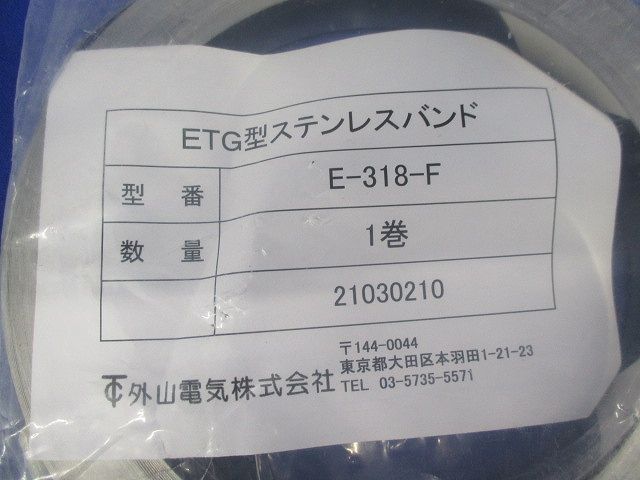 ETG型ステンレスバンド
型 番 E-318-F
数 量 1巻
21030210
〒144-0044
東京都大田区本羽田1-21-23
外山電気株式会社 TEL 03-5735-5571